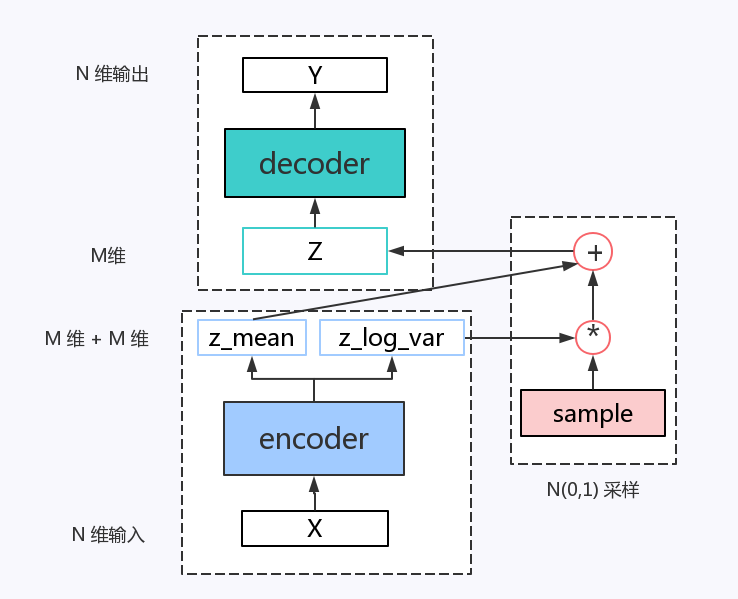 N 维输出
Y
decoder
M维
Z
+
M 维 + M 维
z_mean
z_log_var
*
encoder
sample
N(0,1) 采样
N 维输入
X